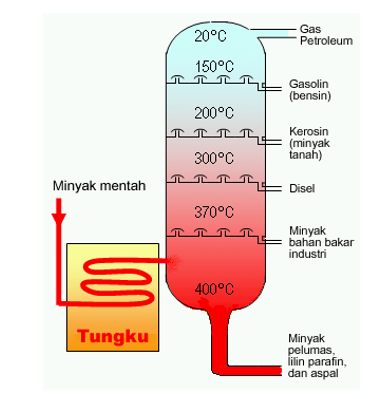 20°C
Gas
Petroleum
150°C
Gasolin
(bensin)
200°C
Kerosin
(minyak
tanah)
300°C
Minyak mentah
Disel
370°C
Minyak
bahan bakar
industri
400°C
Tungku
Minyak
pelumas,
lilin parafin,
dan aspal